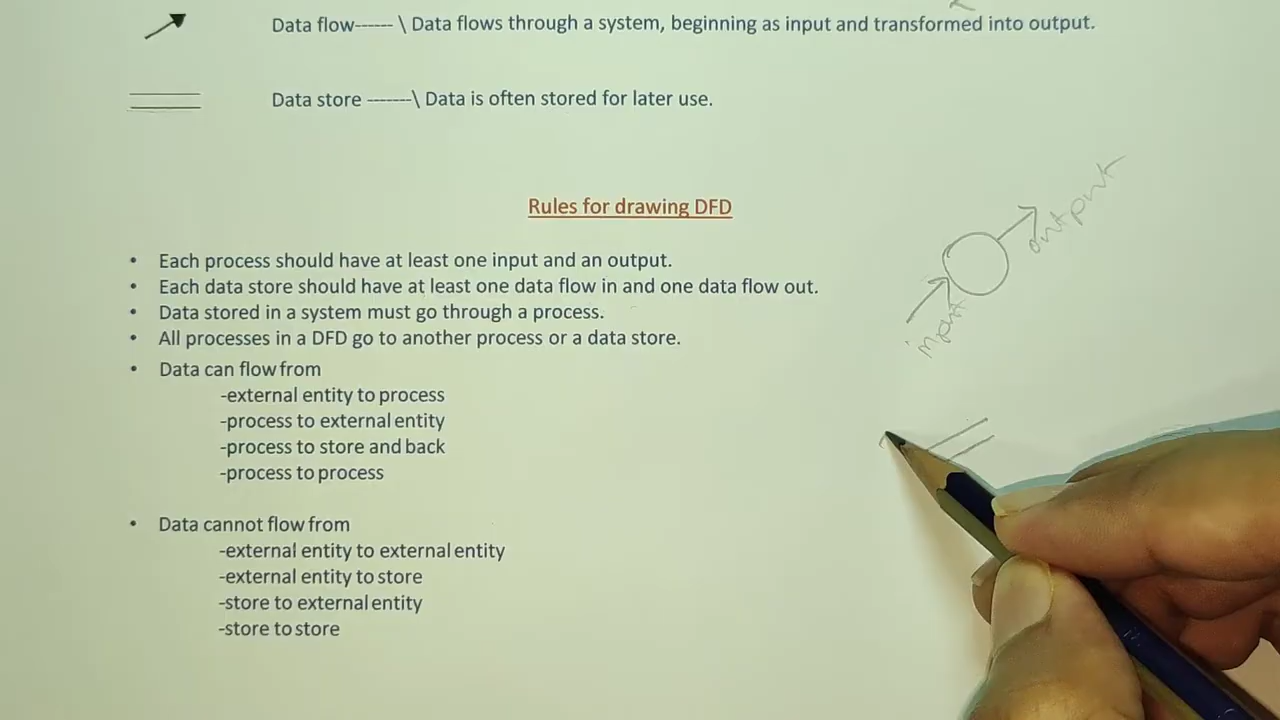 Data flow------ \ Data flows through a system, beginning as input and transformed into output.
Data store -------\ Data is often stored for later use.
Rules for drawing DFD
• Each process should have at least one input and an output.
• Each data store should have at least one data flow in and one data flow out.
• Data stored in a system must go through a process.
• All processes in a DFD go to another process or a data store.
• Data can flow from
-external entity to process
-process to external entity
-process to store and back
-process to process
• Data cannot flow from
-external entity to external entity
-external entity to store
-store to external entity
-store to store
output
input